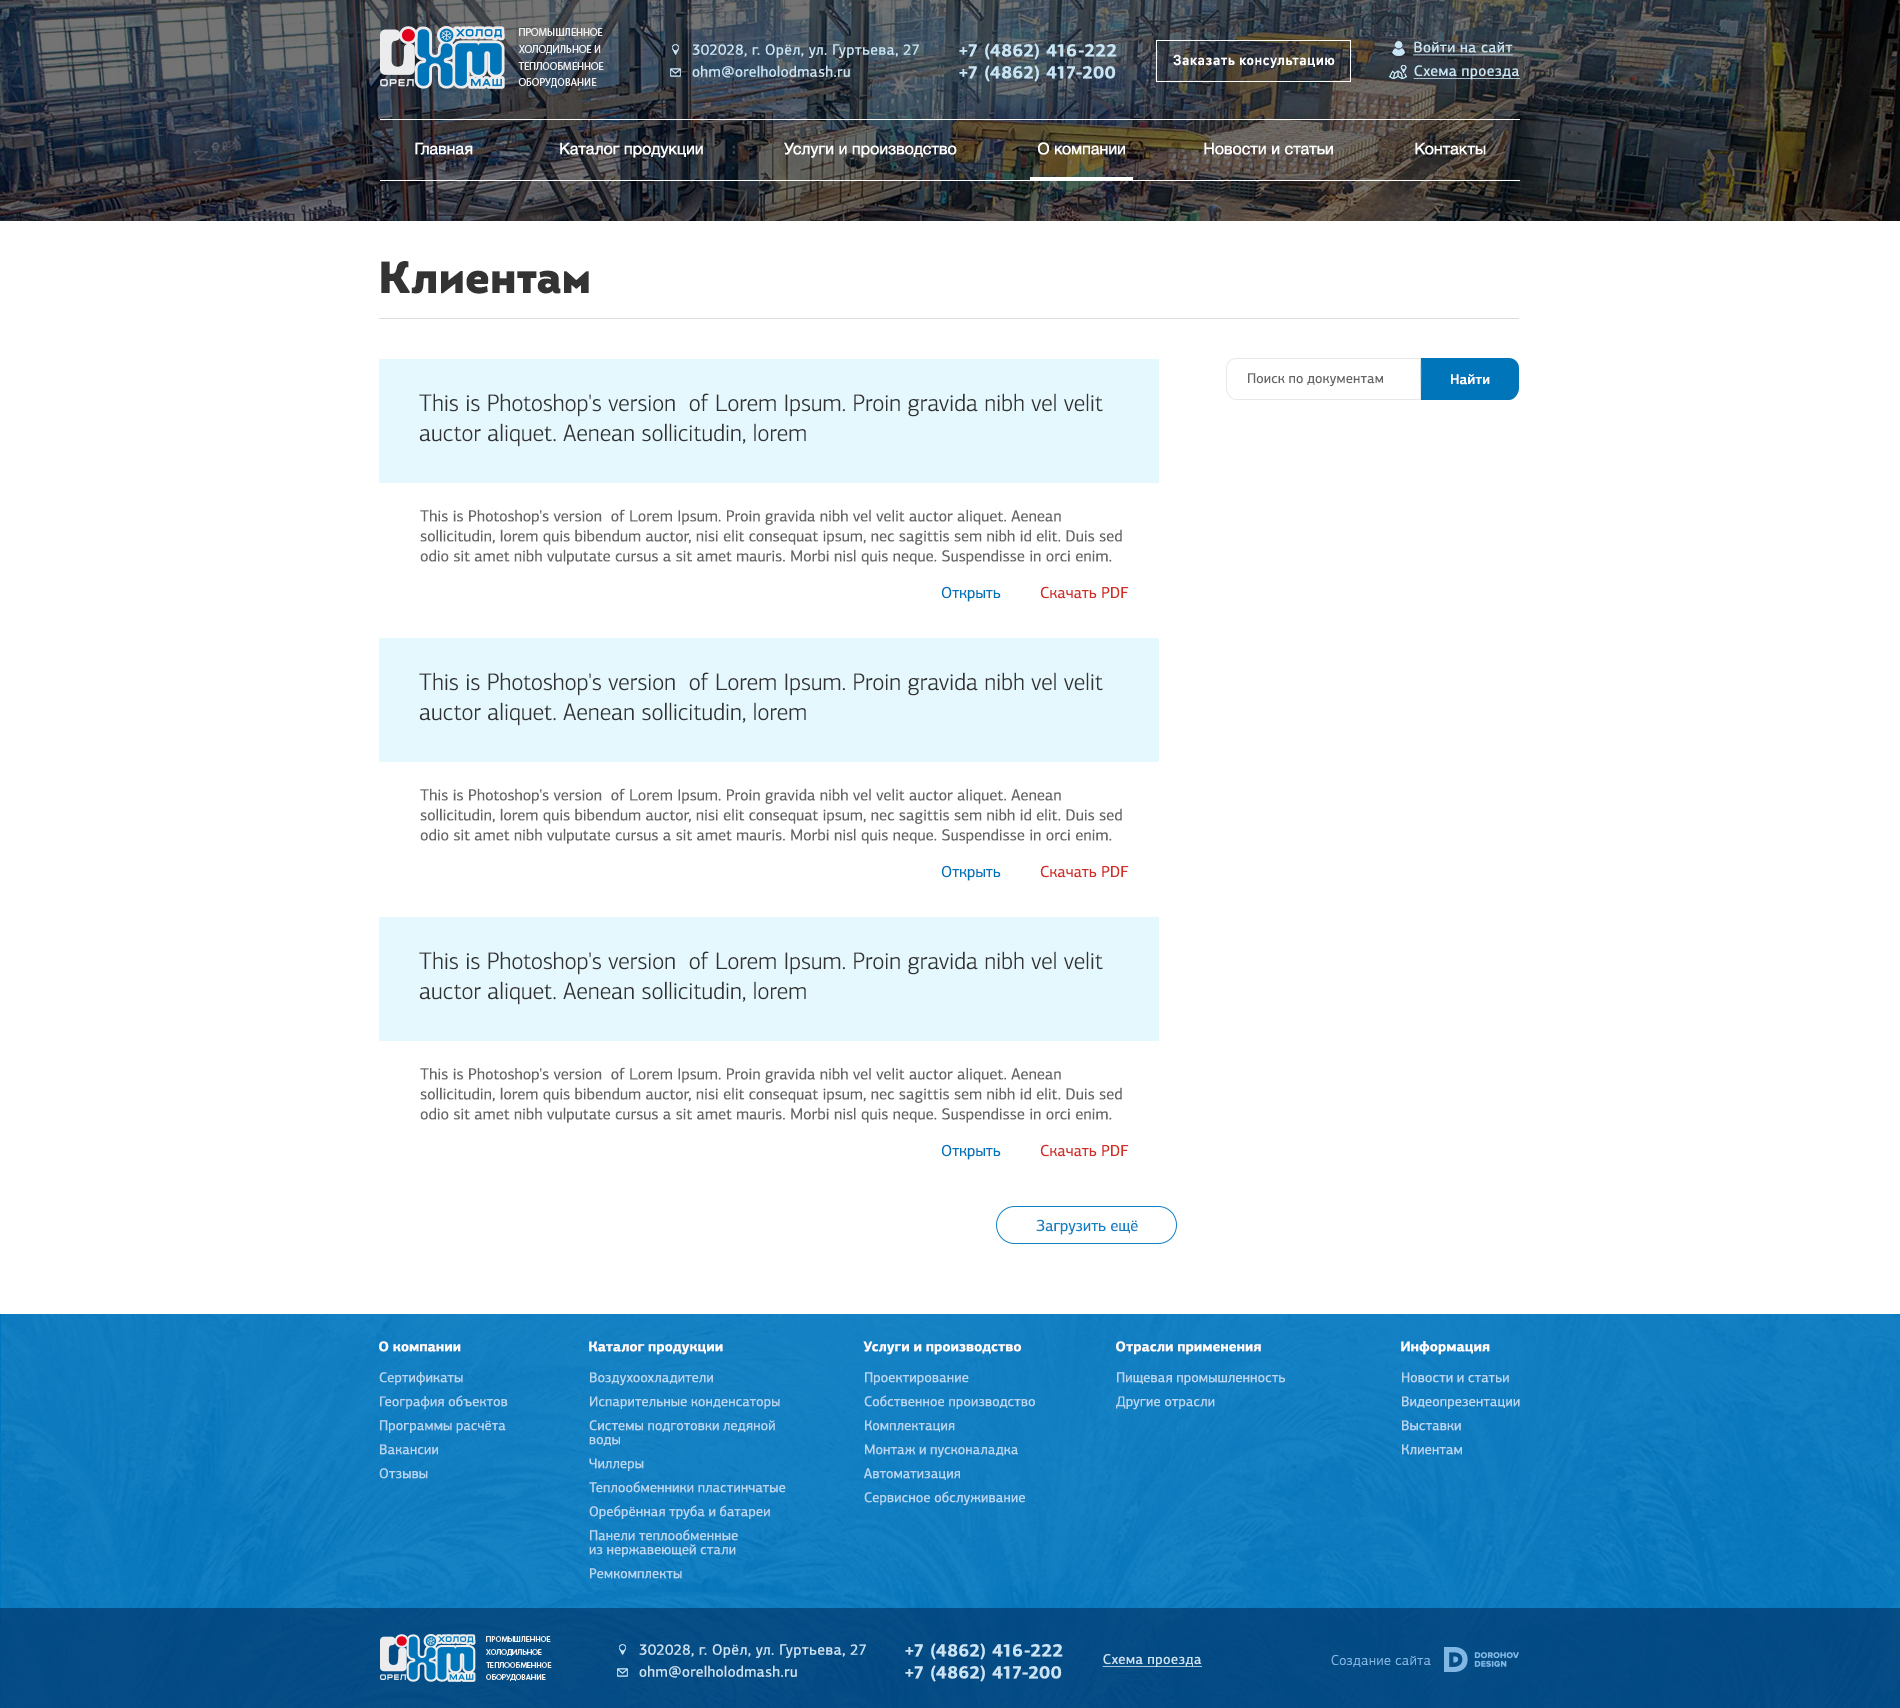 ХОЛОД
ОРЕЛ
МАШ
ПРОМЫШЛЕННОЕ
ХОЛОДИЛЬНОЕ И
ТЕПЛООБМЕННОЕ
ОБОРУДОВАНИЕ
302028, г. Орёл, ул. Гуртьева, 27
ohm@orelholodmash.ru
+7 (4862) 416-222
+7 (4862) 417-200
Заказать консультацию
Войти на сайт
Схема проезда
Главная
Каталог продукции
Услуги и производство
О компании
Новости и статьи
Контакты
Клиентам
Поиск по документам
Найти
This is Photoshop's version  of Lorem Ipsum. Proin gravida nibh vel velit
auctor aliquet. Aenean sollicitudin, lorem
This is Photoshop's version  of Lorem Ipsum. Proin gravida nibh vel velit auctor aliquet. Aenean
sollicitudin, lorem quis bibendum auctor, nisi elit consequat ipsum, nec sagittis sem nibh id elit. Duis sed
odio sit amet nibh vulputate cursus a sit amet mauris. Morbi nisl quis neque. Suspendisse in orci enim.
Открыть
Скачать PDF
This is Photoshop's version  of Lorem Ipsum. Proin gravida nibh vel velit
auctor aliquet. Aenean sollicitudin, lorem
This is Photoshop's version  of Lorem Ipsum. Proin gravida nibh vel velit auctor aliquet. Aenean
sollicitudin, lorem quis bibendum auctor, nisi elit consequat ipsum, nec sagittis sem nibh id elit. Duis sed
odio sit amet nibh vulputate cursus a sit amet mauris. Morbi nisl quis neque. Suspendisse in orci enim.
Открыть
Скачать PDF
This is Photoshop's version  of Lorem Ipsum. Proin gravida nibh vel velit
auctor aliquet. Aenean sollicitudin, lorem
This is Photoshop's version  of Lorem Ipsum. Proin gravida nibh vel velit auctor aliquet. Aenean
sollicitudin, lorem quis bibendum auctor, nisi elit consequat ipsum, nec sagittis sem nibh id elit. Duis sed
odio sit amet nibh vulputate cursus a sit amet mauris. Morbi nisl quis neque. Suspendisse in orci enim.
Открыть
Скачать PDF
Загрузить ещё
О компании
Сертификаты
География объектов
Программы расчёта
Вакансии
Отзывы
Каталог продукции
Воздухоохладители
Испарительные конденсаторы
Системы подготовки ледяной
воды
Чиллеры
Теплообменники пластинчатые
Оребрённая труба и батареи
Панели теплообменные
из нержавеющей стали
Ремкомплекты
Услуги и производство
Проектирование
Собственное производство
Комплектация
Монтаж и пусконаладка
Автоматизация
Сервисное обслуживание
Отрасли применения
Пищевая промышленность
Другие отрасли
Информация
Новости и статьи
Видеопрезентации
Выставки
Клиентам
ХОЛОД
ОРЕЛ
МАШ
ПРОМЫШЛЕННОЕ
ХОЛОДИЛЬНОЕ
ТЕПЛООБМЕННОЕ
ОБОРУДОВАНИЕ
302028, г. Орёл, ул. Гуртьева, 27
ohm@orelholodmash.ru
+7 (4862) 416-222
+7 (4862) 417-200
Схема проезда
Создание сайта
DOROHOV
DESIGN